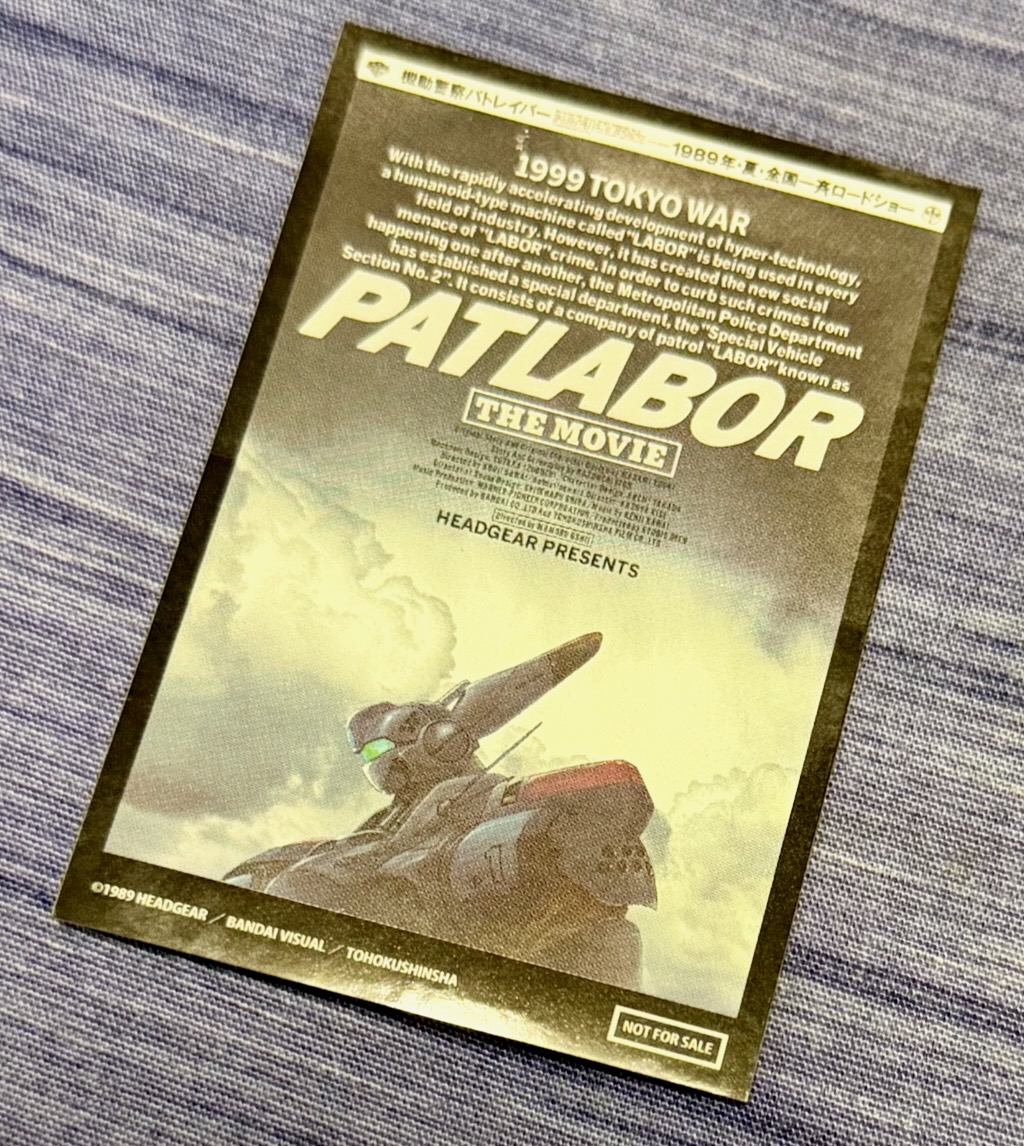 機動警察パトレイバー 1989年・夏・全国一斉ロードショー
1999 TOKYO WAR
With the rapidly accelerating development of hyper-technology,
a humanoid-type machine called "LABOR" is being used in every
field of industry. However, it has created the new social
menace of "LABOR" crime. In order to curb such crimes from
happening one after another, the Metropolitan Police Department
has established a special department, the "Special Vehicle
Section No. 2". It consists of a company of patrol "LABOR" known as
PATLABOR
THE MOVIE
Directed by MAMORU OSHII
HEADGEAR PRESENTS
©1989 HEADGEAR ／ BANDAI VISUAL ／ TOHOKUSHINSHA
NOT FOR SALE